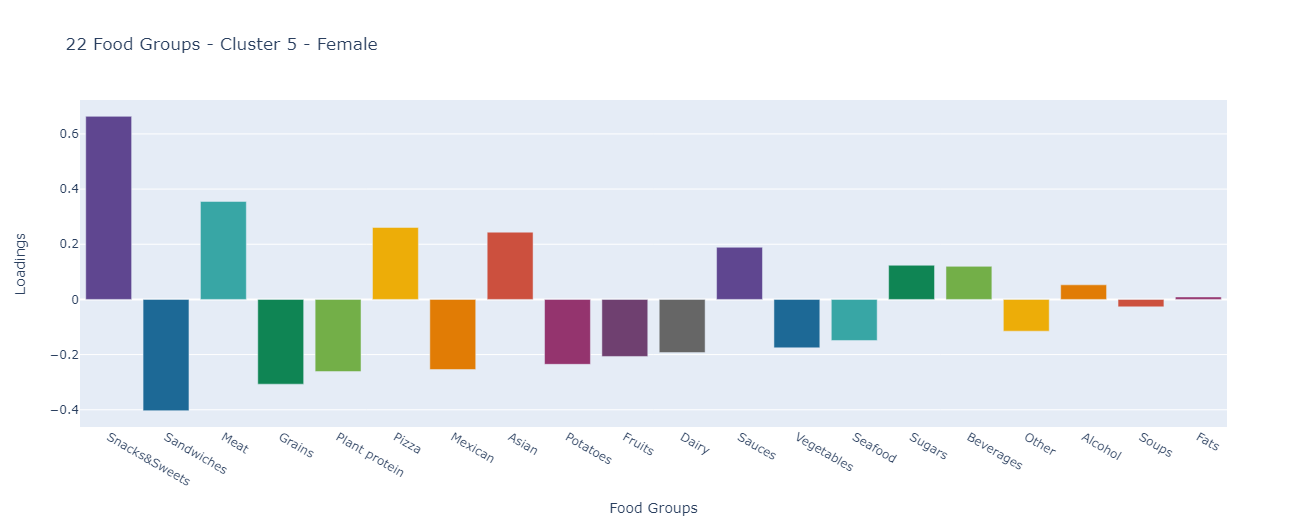 22 Food Groups - Cluster 5 - Female
Loadings
0.6
0.4
0.2
0
−0.2
−0.4
Snacks&Sweets
Sandwiches
Meat
Grains
Plant protein
Pizza
Mexican
Asian
Potatoes
Fruits
Dairy
Sauces
Vegetables
Seafood
Sugars
Beverages
Other
Alcohol
Soups
Fats
Food Groups